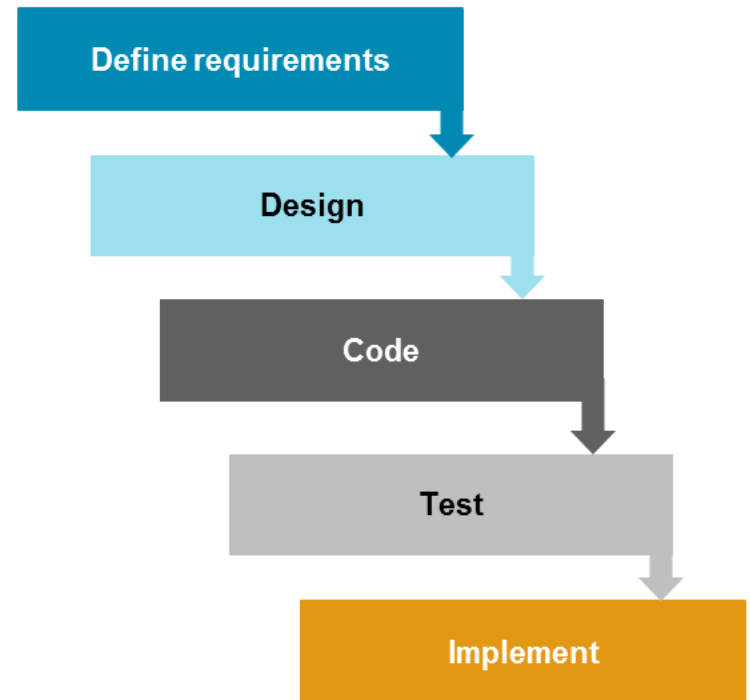 Define requirements
Design
Code
Test
Implement